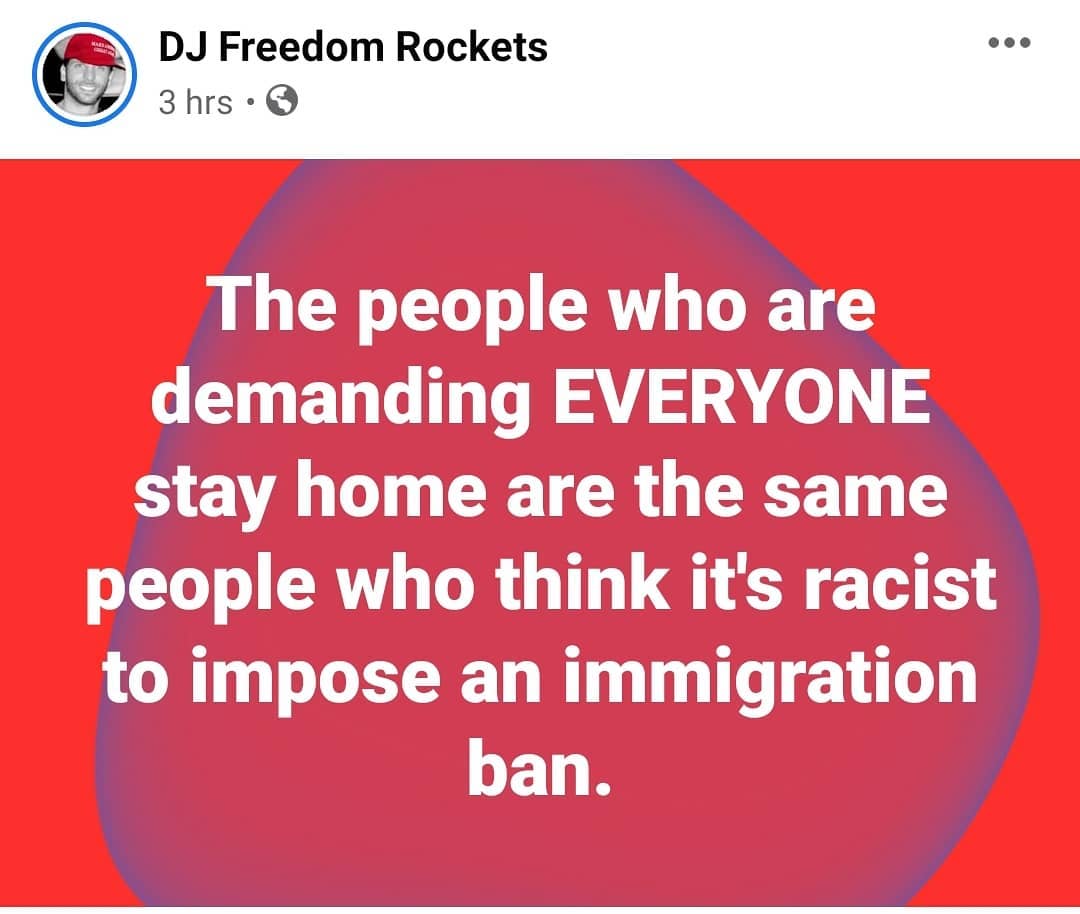 DJ Freedom Rockets
3 hrs •
The people who are
demanding EVERYONE
stay home are the same
people who think it's racist
to impose an immigration
ban.